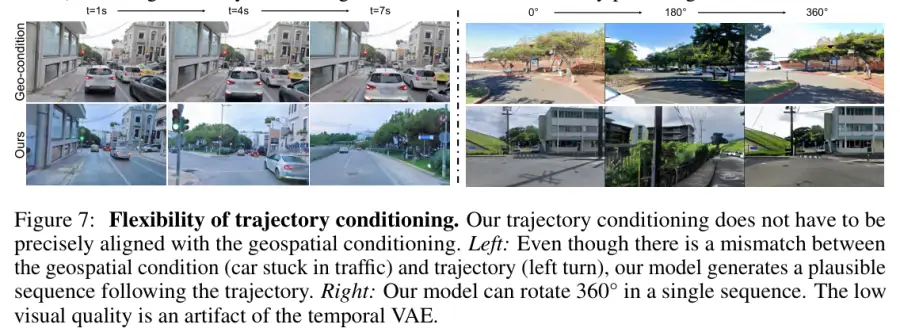 t=1s t=4s t=7s 0° 180° 360°
Geo-condition
Ours
Figure 7: Flexibility of trajectory conditioning. Our trajectory conditioning does not have to be
precisely aligned with the geospatial conditioning. Left: Even though there is a mismatch between
the geospatial condition (car stuck in traffic) and trajectory (left turn), our model generates a plausible
sequence following the trajectory. Right: Our model can rotate 360° in a single sequence. The low
visual quality is an artifact of the temporal VAE.